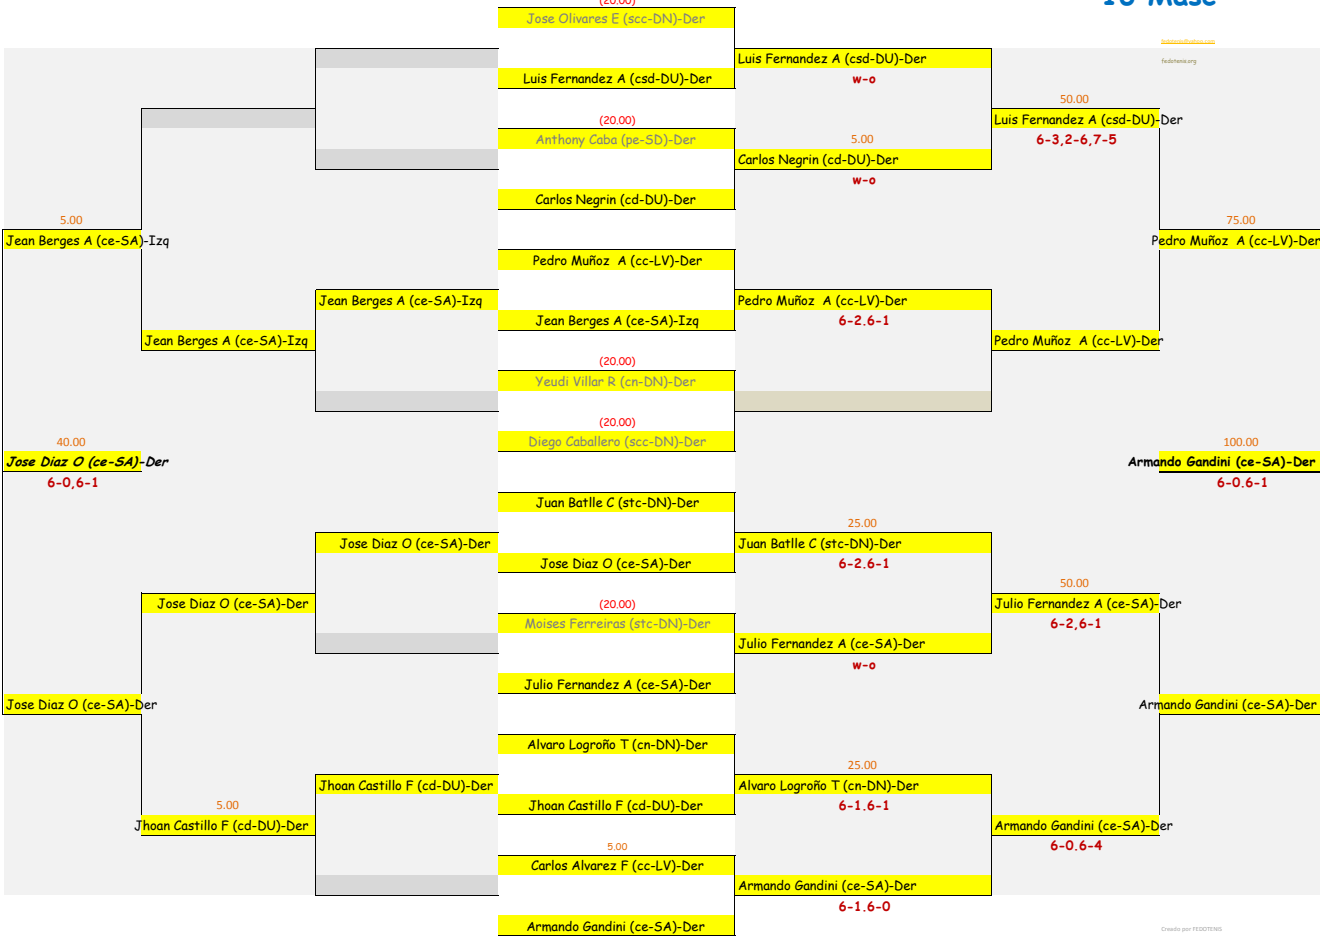 (20.00)
16 Masc
Jose Olivares E (scc-DN)-Der
fedotenis.org
Luis Fernandez A (csd-DU)-Der
Luis Fernandez A (csd-DU)-Der
w-o
50.00
(20.00)
Luis Fernandez A (csd-DU)-Der
Anthony Caba (pe-SD)-Der
5.00
6-3,2-6,7-5
Carlos Negrin (cd-DU)-Der
w-o
Carlos Negrin (cd-DU)-Der
5.00
75.00
Jean Berges A (ce-SA)-Izq
Pedro Muñoz A (cc-LV)-Der
Pedro Muñoz A (cc-LV)-Der
Jean Berges A (ce-SA)-Izq
Pedro Muñoz A (cc-LV)-Der
Jean Berges A (ce-SA)-Izq
6-2.6-1
Jean Berges A (ce-SA)-Izq
Pedro Muñoz A (cc-LV)-Der
(20.00)
Yeudi Villar R (cn-DN)-Der
(20.00)
40.00
Diego Caballero (scc-DN)-Der
100.00
Jose Diaz O (ce-SA)-Der
Armando Gandini (ce-SA)-Der
6-0,6-1
6-0.6-1
Juan Batlle C (stc-DN)-Der
25.00
Jose Diaz O (ce-SA)-Der
Juan Batlle C (stc-DN)-Der
Jose Diaz O (ce-SA)-Der
6-2.6-1
50.00
Jose Diaz O (ce-SA)-Der
(20.00)
Julio Fernandez A (ce-SA)-Der
Moises Ferreiras (stc-DN)-Der
6-2,6-1
Julio Fernandez A (ce-SA)-Der
w-o
Julio Fernandez A (ce-SA)-Der
Jose Diaz O (ce-SA)-Der
Armando Gandini (ce-SA)-Der
Alvaro Logroño T (cn-DN)-Der
25.00
Jhoan Castillo F (cd-DU)-Der
Alvaro Logroño T (cn-DN)-Der
5.00
Jhoan Castillo F (cd-DU)-Der
6-1.6-1
Jhoan Castillo F (cd-DU)-Der
Armando Gandini (ce-SA)-Der
5.00
6-0.6-4
Carlos Alvarez F (cc-LV)-Der
Armando Gandini (ce-SA)-Der
6-1.6-0
Armando Gandini (ce-SA)-Der
Creado por FEDOTENIS